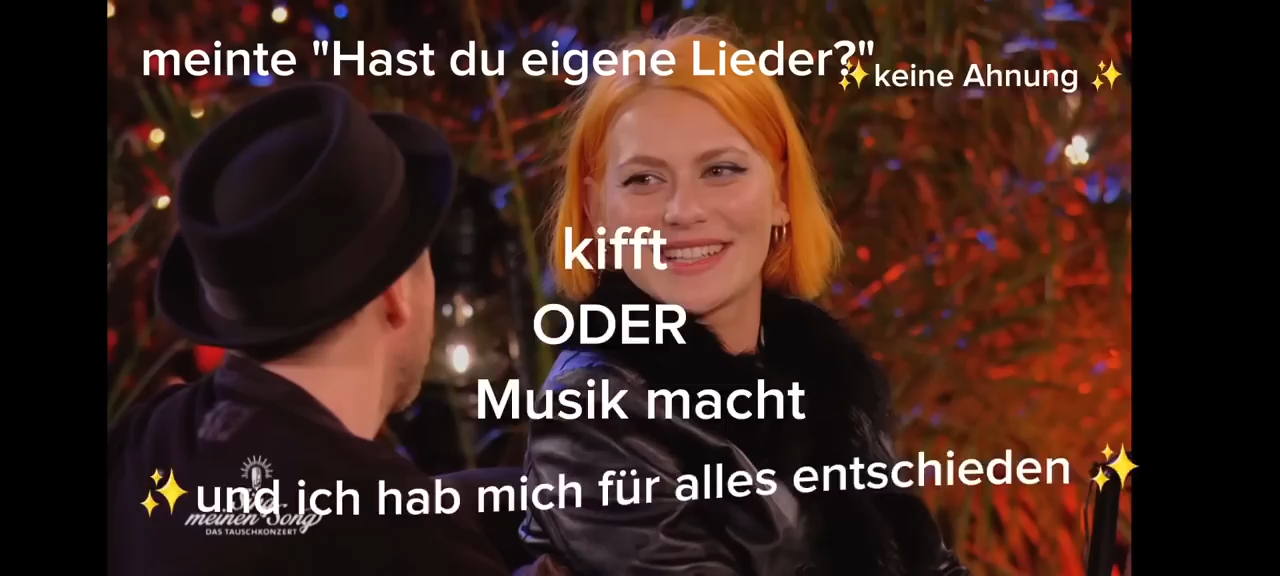 meinte "Hast du eigene Lieder?"
✨keine Ahnung ✨
kifft
ODER
Musik macht
✨und ich hab mich für alles entschieden ✨
meinen Song
DAS TAUSCHKONZERT